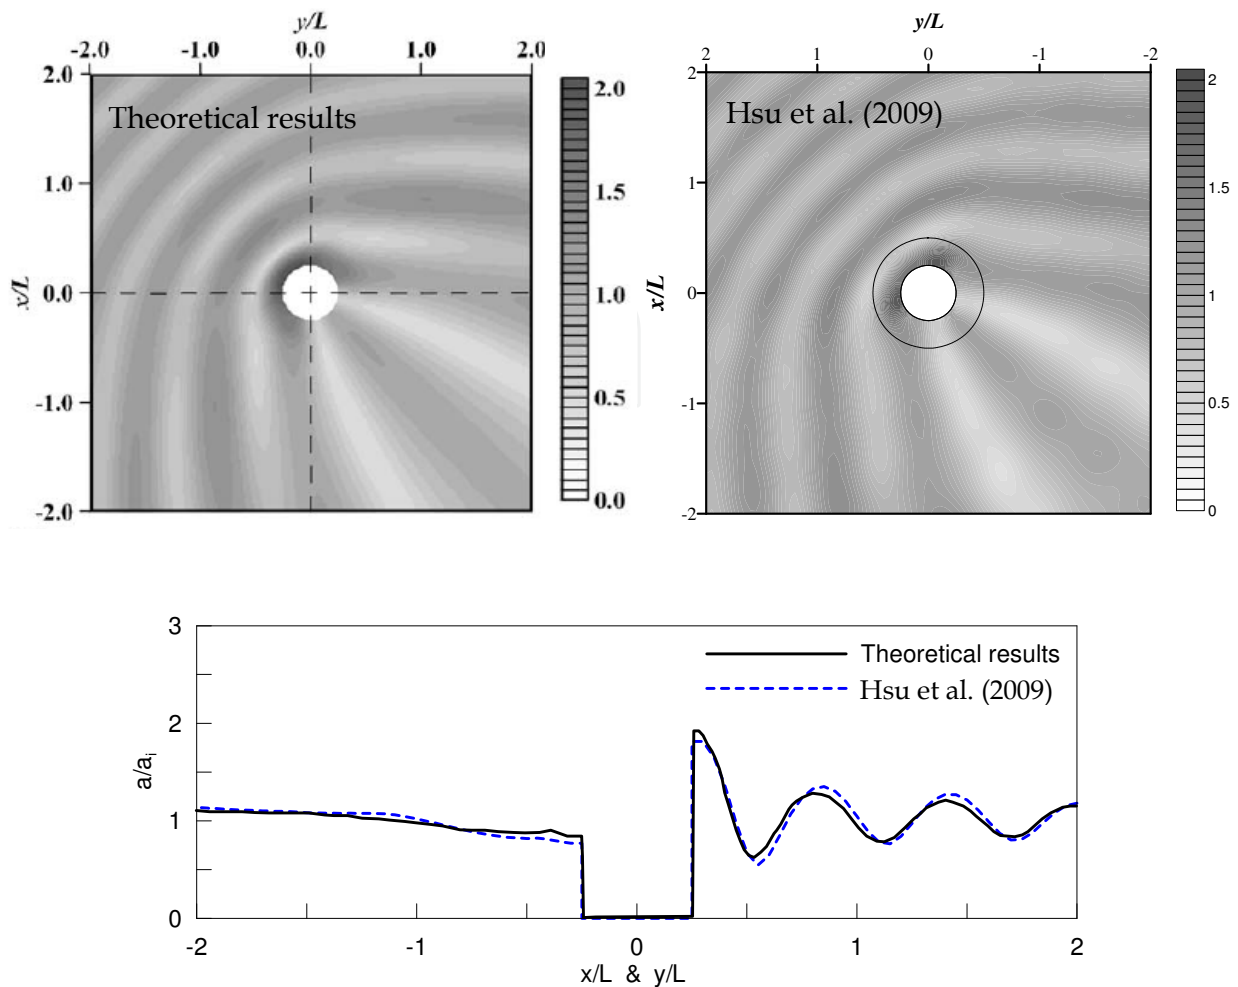 y/L
-2.0 -1.0 0.0 1.0 2.0
2.0
1.0
0.0
-1.0
-2.0
x/L
Theoretical results
2.0
1.5
1.0
0.5
0.0
y/L
2 1 0 -1 -2
2
1
0
-1
-2
x/L
Hsu et al. (2009)
2
1.5
1
0.5
0
3
2
1
0
a/ai
Theoretical results
Hsu et al. (2009)
-2 -1 0 1 2
x/L & y/L